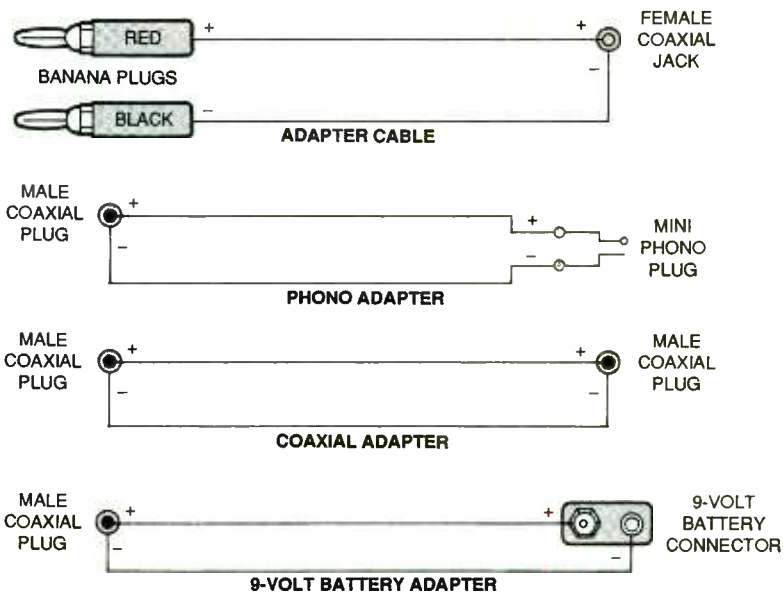 RED
+
+
FEMALE
COAXIAL
JACK
BANANA PLUGS
–
BLACK
–
ADAPTER CABLE
MALE
COAXIAL
PLUG
+
–
+
–
MINI
PHONO
PLUG
PHONO ADAPTER
MALE
COAXIAL
PLUG
+
–
+
–
MALE
COAXIAL
PLUG
COAXIAL ADAPTER
MALE
COAXIAL
PLUG
+
–
+
–
9-VOLT
BATTERY
CONNECTOR
9-VOLT BATTERY ADAPTER